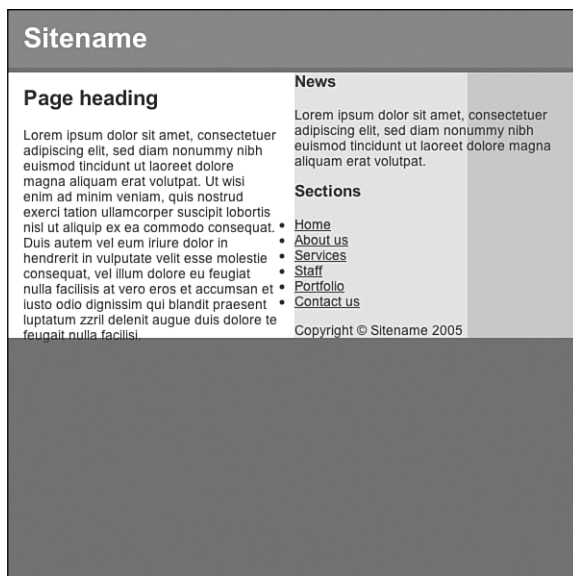 Sitename
Page heading
Lorem ipsum dolor sit amet, consectetuer
adipiscing elit, sed diam nonummy nibh
euismod tincidunt ut laoreet dolore
magna aliquam erat volutpat. Ut wisi
enim ad minim veniam, quis nostrud
exerci tation ullamcorper suscipit lobortis
nisl ut aliquip ex ea commodo consequat.
Duis autem vel eum iriure dolor in
hendrerit in vulputate velit esse molestie
consequat, vel illum dolore eu feugiat
nulla facilisis at vero eros et accumsan et
iusto odio dignissim qui blandit praesent
luptatum zzril delenit augue duis dolore te
feugait nulla facilisi.
News
Lorem ipsum dolor sit amet, consectetuer
adipiscing elit, sed diam nonummy nibh
euismod tincidunt ut laoreet dolore magna
aliquam erat volutpat.
Sections
• Home
• About us
• Services
• Staff
• Portfolio
• Contact us
Copyright © Sitename 2005